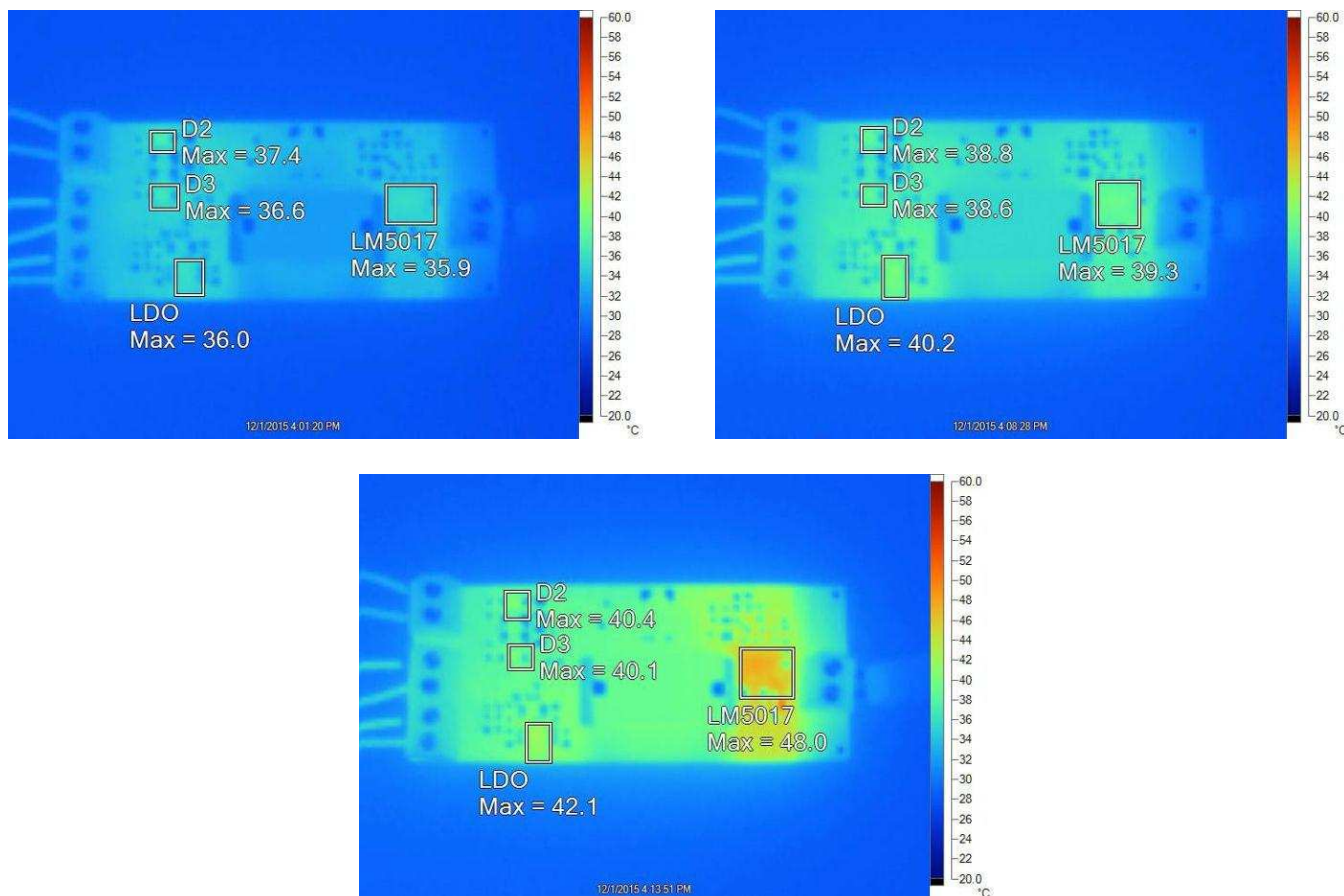 D2
Max = 37.4
D3
Max = 36.6
LM5017
Max = 35.9
LDO
Max = 36.0
12/1/2015 4:01:20 PM
60.0
58
56
54
52
50
48
46
44
42
40
38
36
34
32
30
28
26
24
22
20.0
°C
D2
Max = 38.8
D3
Max = 38.6
LM5017
Max = 39.3
LDO
Max = 40.2
12/1/2015 4:08:28 PM
60.0
58
56
54
52
50
48
46
44
42
40
38
36
34
32
30
28
26
24
22
20.0
°C
D2
Max = 40.4
D3
Max = 40.1
LM5017
Max = 48.0
LDO
Max = 42.1
12/1/2015 4:13:51 PM
60.0
58
56
54
52
50
48
46
44
42
40
38
36
34
32
30
28
26
24
22
20.0
°C